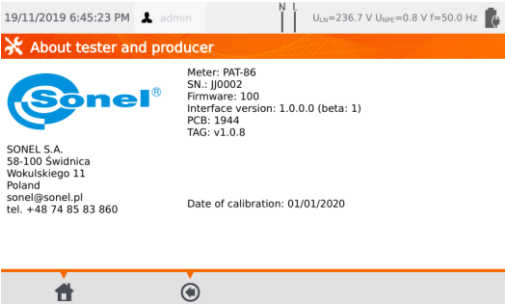 19/11/2019 6:45:23 PM admin N L U_LN=236.7 V U_NPE=0.8 V f=50.0 Hz
About tester and producer
Sonel®
Meter: PAT-86
SN.: JJ0002
Firmware: 100
Interface version: 1.0.0.0 (beta: 1)
PCB: 1944
TAG: v1.0.8
SONEL S.A.
58-100 Świdnica
Wokulskiego 11
Poland
sonel@sonel.pl
tel. +48 74 85 83 860
Date of calibration: 01/01/2020